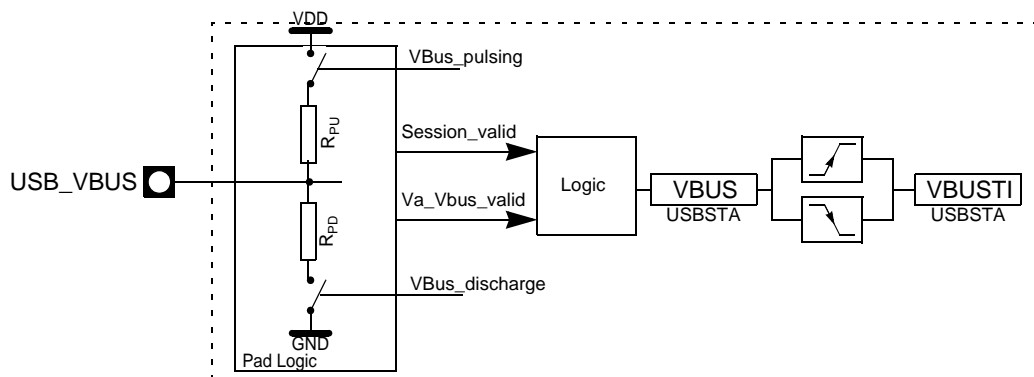 VDD
VBus_pulsing
RPU
Session_valid
USB_VBUS
Logic
VBUS
USBSTA
VBUSTI
USBSTA
Va_Vbus_valid
RPD
VBus_discharge
GND
Pad Logic